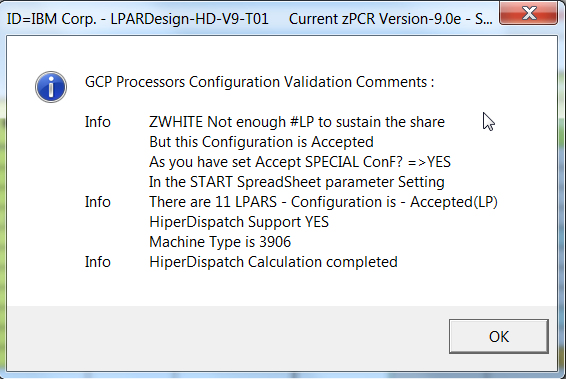 ID=IBM Corp. - LPARDesign-HD-V9-T01 Current zPCR Version-9.0e - S...
GCP Processors Configuration Validation Comments :
Info ZWHITE Not enough #LP to sustain the share
But this Configuration is Accepted
As you have set Accept SPECIAL ConF? =>YES
In the START SpreadSheet parameter Setting
Info There are 11 LPARS - Configuration is - Accepted(LP)
HiperDispatch Support YES
Machine Type is 3906
Info HiperDispatch Calculation completed
OK